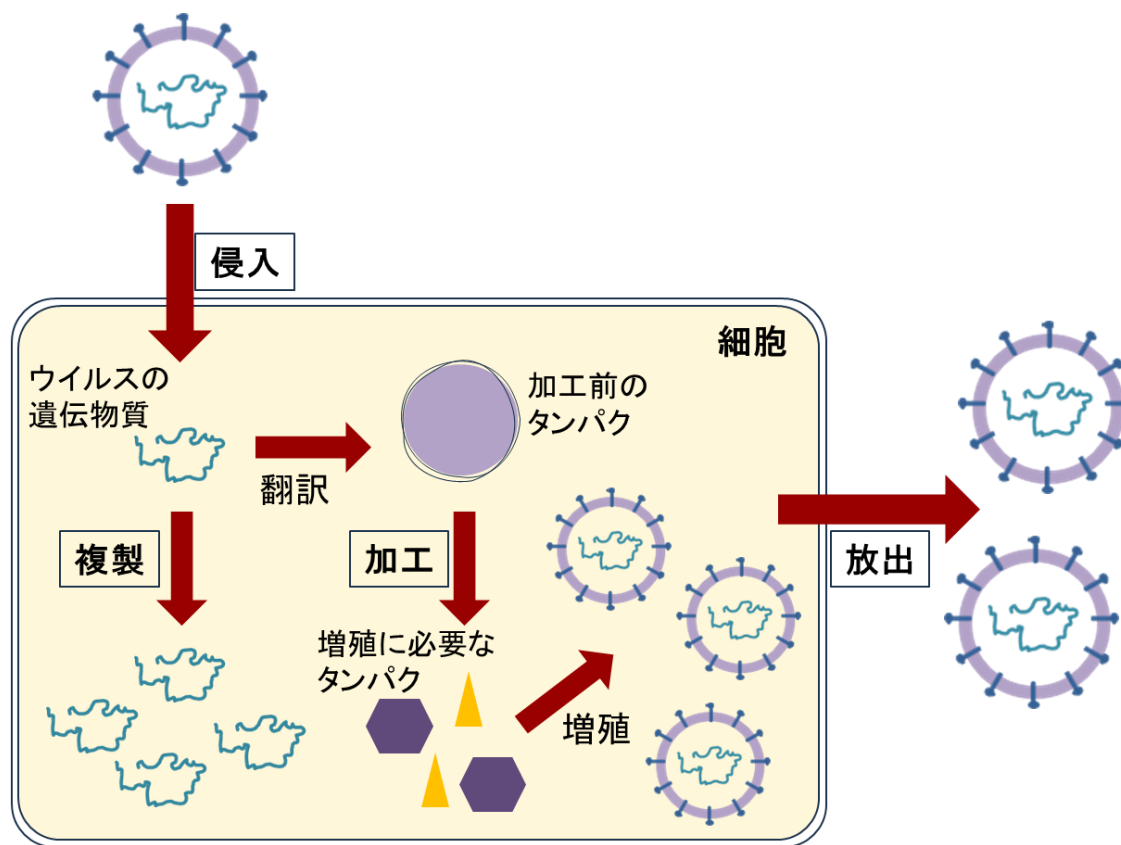 侵入
細胞
ウイルスの
遺伝物質
加工前の
タンパク
翻訳
複製
加工
放出
増殖に必要な
タンパク
増殖